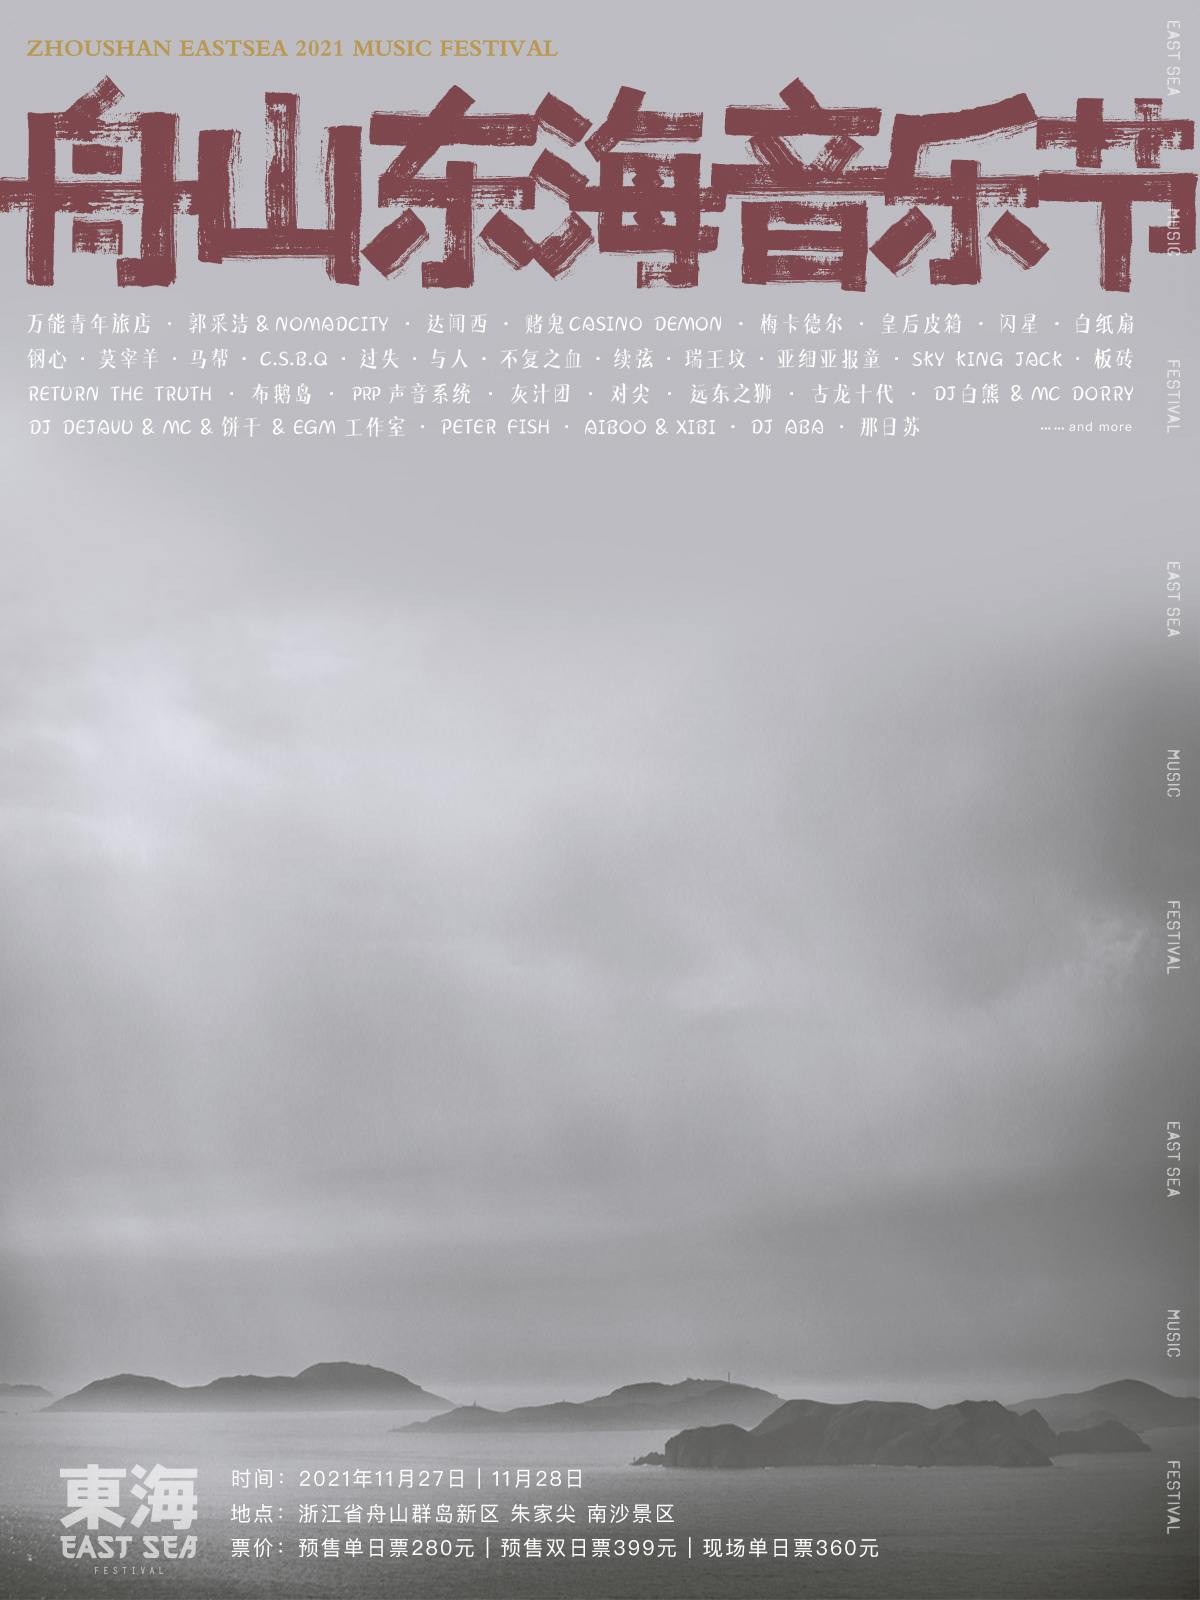 ZHOUSHAN EASTSEA 2021 MUSIC FESTIVAL
舟山东海音乐节
万能青年旅店 · 郭采洁 & NOMADCITY · 达闻西 · 赌鬼CASINO DEMON · 梅卡德尔 · 皇后皮箱 · 闪星 · 白纸扇
钢心 · 莫宰羊 · 马帮 · C.S.B.Q · 过失 · 与人 · 不复之血 · 续弦 · 瑞王坟 · 亚细亚报童 · SKY KING JACK · 板砖
RETURN THE TRUTH · 布鹅岛 · PRP 声音系统 · 灰汁团 · 对尖 · 远东之狮 · 古龙十代 · DJ白熊 & MC DORRY
DJ DEJAVU & MC & 饼干 & EGM 工作室 · PETER FISH · AIBOO & XIBI · DJ ABA · 那日苏
…… and more
EAST SEA
MUSIC
FESTIVAL
EAST SEA
MUSIC
FESTIVAL
EAST SEA
MUSIC
FESTIVAL
東海
EAST SEA
FESTIVAL
时间：2021年11月27日 | 11月28日
地点：浙江省舟山群岛新区 朱家尖 南沙景区
票价：预售单日票280元 | 预售双日票399元 | 现场单日票360元